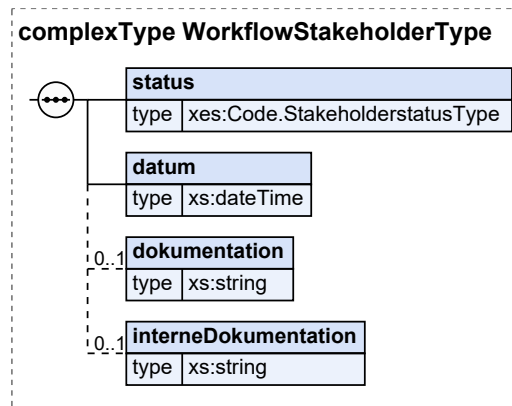 complexType WorkflowStakeholderType
status
type xes:Code.StakeholderstatusType
datum
type xs:dateTime
0..1
dokumentation
type xs:string
0..1
interneDokumentation
type xs:string